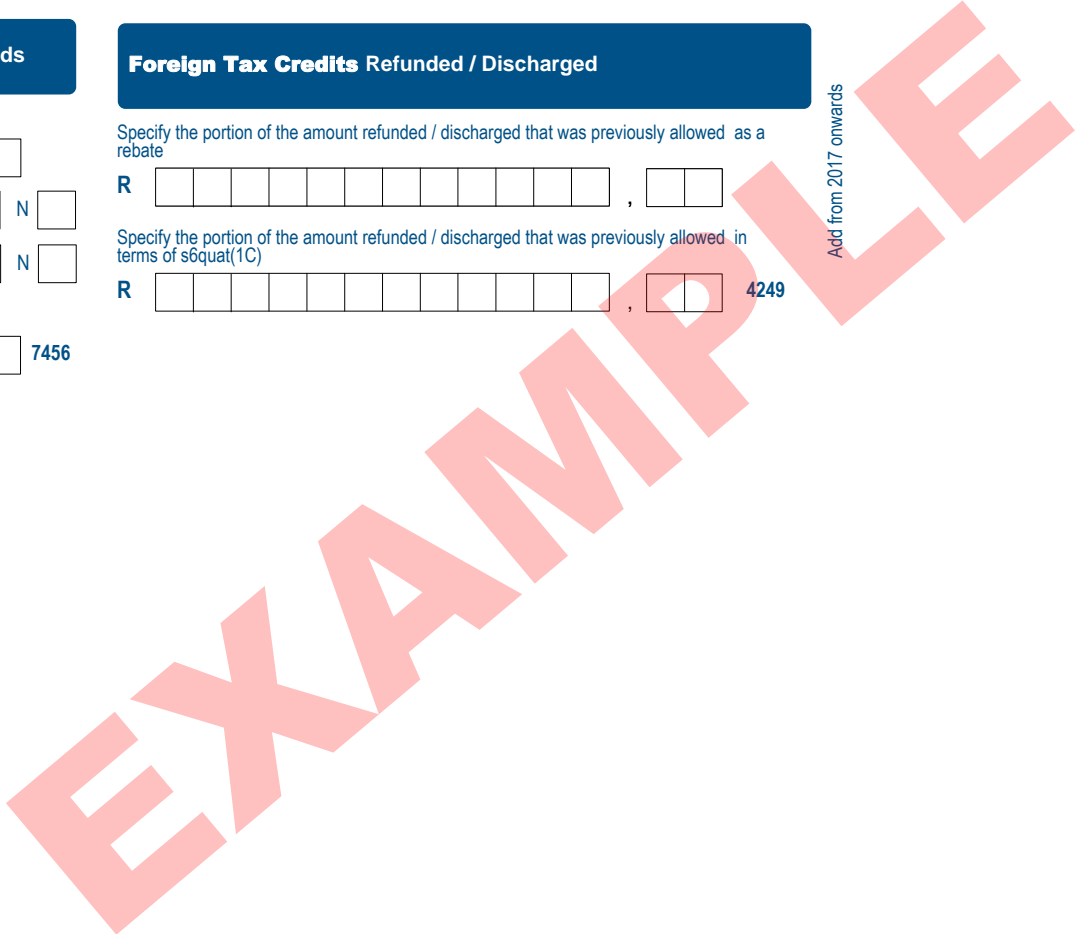 ds
N
N
7456
Foreign Tax Credits Refunded / Discharged
Specify the portion of the amount refunded / discharged that was previously allowed as a
rebate
R ,
Specify the portion of the amount refunded / discharged that was previously allowed in
terms of s6quat(1C)
R , 4249
Add from 2017 onwards
EXAMPLE